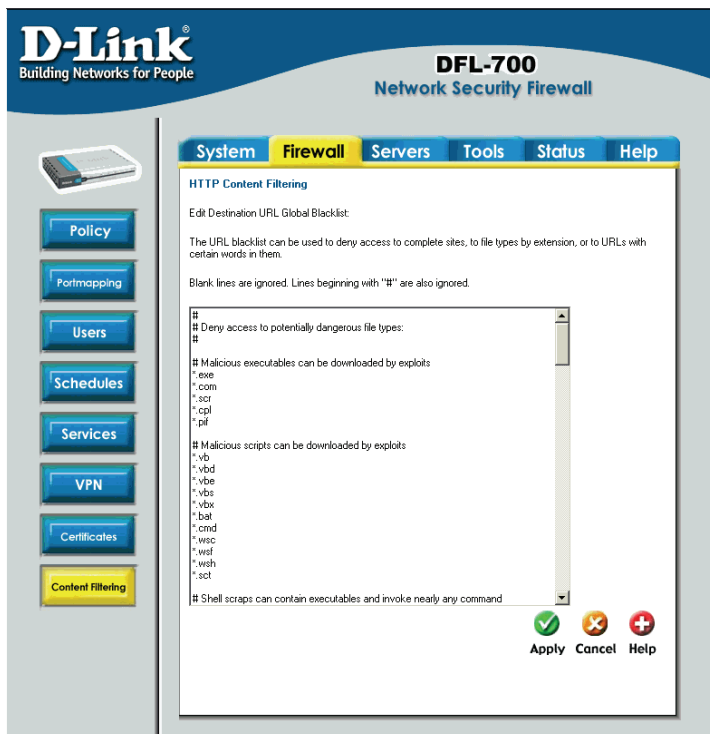 D-Link®
Building Networks for People
DFL-700
Network Security Firewall
System Firewall Servers Tools Status Help
Policy
Portmapping
Users
Schedules
Services
VPN
Certificates
Content Filtering
HTTP Content Filtering
Edit Destination URL Global Blacklist:
The URL blacklist can be used to deny access to complete sites, to file types by extension, or to URLs with
certain words in them.
Blank lines are ignored. Lines beginning with "#" are also ignored.
#
# Deny access to potentially dangerous file types:
#
# Malicious executables can be downloaded by exploits
*.exe
*.com
*.scr
*.cpl
*.pif
# Malicious scripts can be downloaded by exploits
*.vb
*.vbd
*.vbe
*.vbs
*.vbx
*.bat
*.cmd
*.wsc
*.wsf
*.wsh
*.sct
# Shell scraps can contain executables and invoke nearly any command
Apply Cancel Help